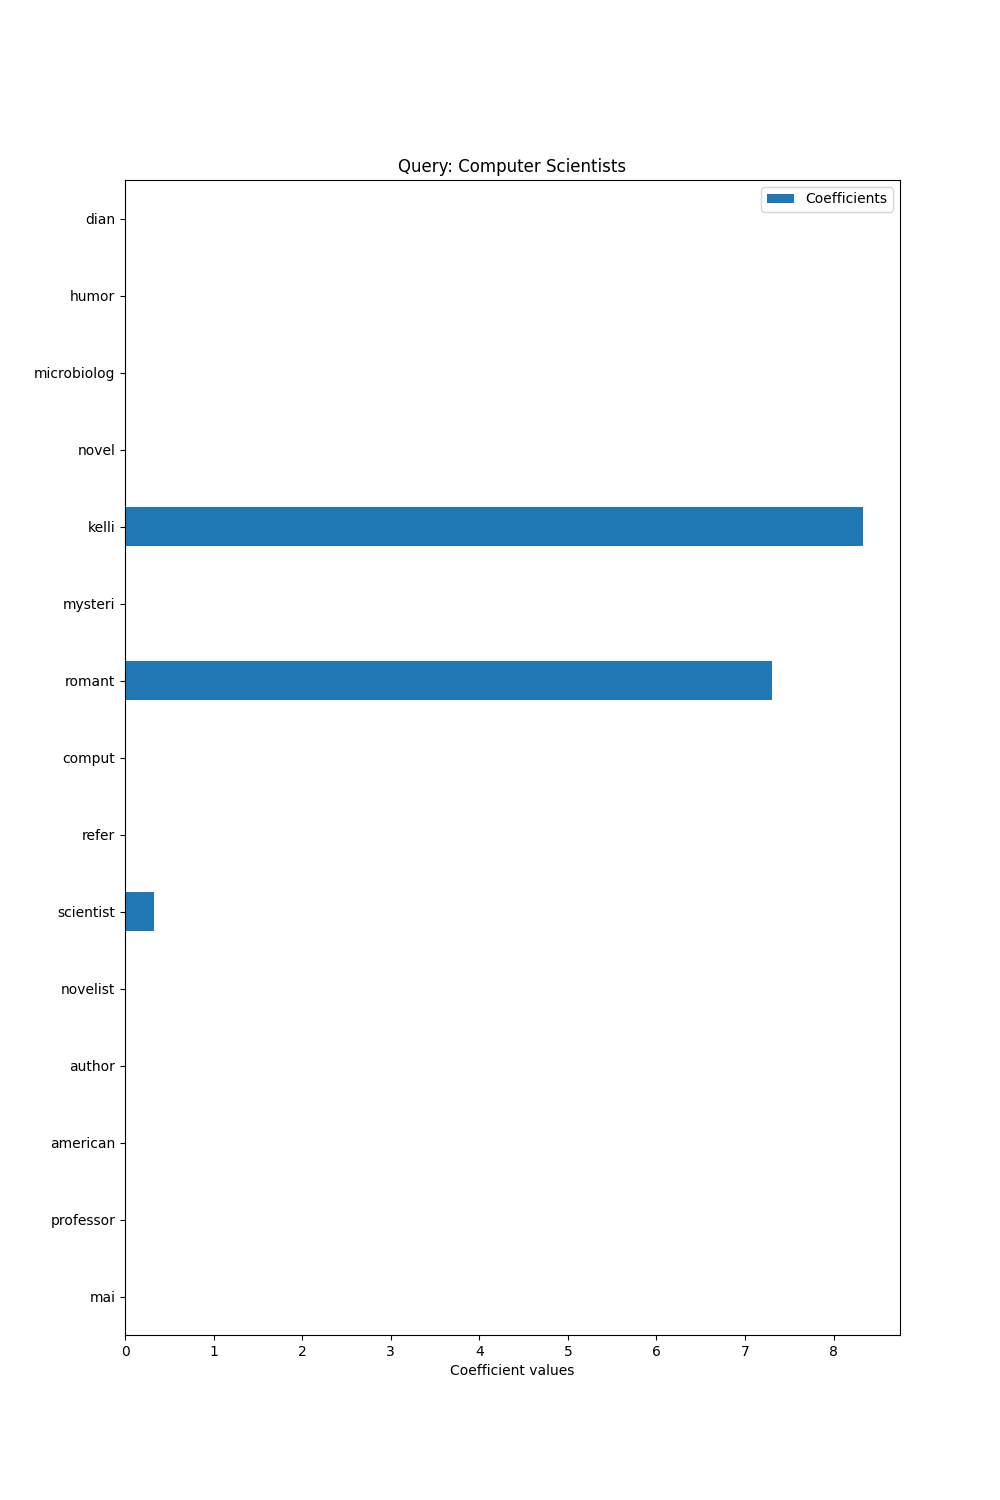 Query: Computer Scientists
Coefficients
dian
humor
microbiolog
novel
kelli
mysteri
romant
comput
refer
scientist
novelist
author
american
professor
mai
0 1 2 3 4 5 6 7 8
Coefficient values